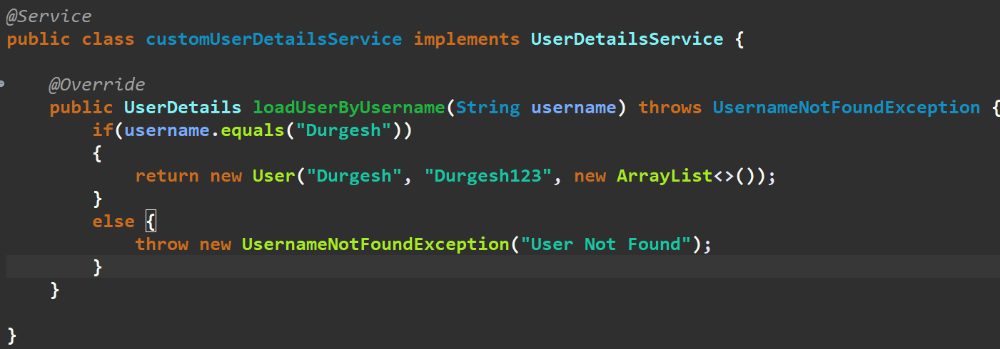 @Service
public class customUserDetailsService implements UserDetailsService {
@Override
public UserDetails loadUserByUsername(String username) throws UsernameNotFoundException {
if(username.equals("Durgesh"))
{
return new User("Durgesh", "Durgesh123", new ArrayList<>());
}
else {
throw new UsernameNotFoundException("User Not Found");
}
}
}